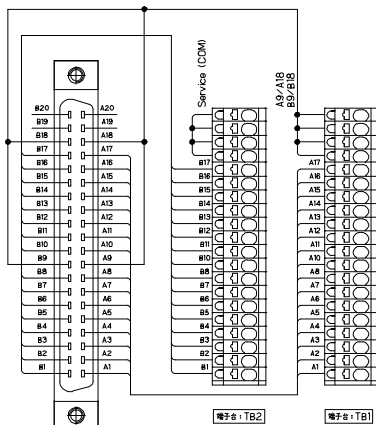 Service (COM)
A9/A18
B9/B18
B20
B19
B18
B17
B16
B15
B14
B13
B12
B11
B10
B9
B8
B7
B6
B5
B4
B3
B2
B1
A20
A19
A18
A17
A16
A15
A14
A13
A12
A11
A10
A9
A8
A7
A6
A5
A4
A3
A2
A1
B17
B16
B15
B14
B13
B12
B11
B10
B8
B7
B6
B5
B4
B3
B2
B1
A17
A16
A15
A14
A13
A12
A11
A10
A8
A7
A6
A5
A4
A3
A2
A1
端子台:TB2
端子台:TB1